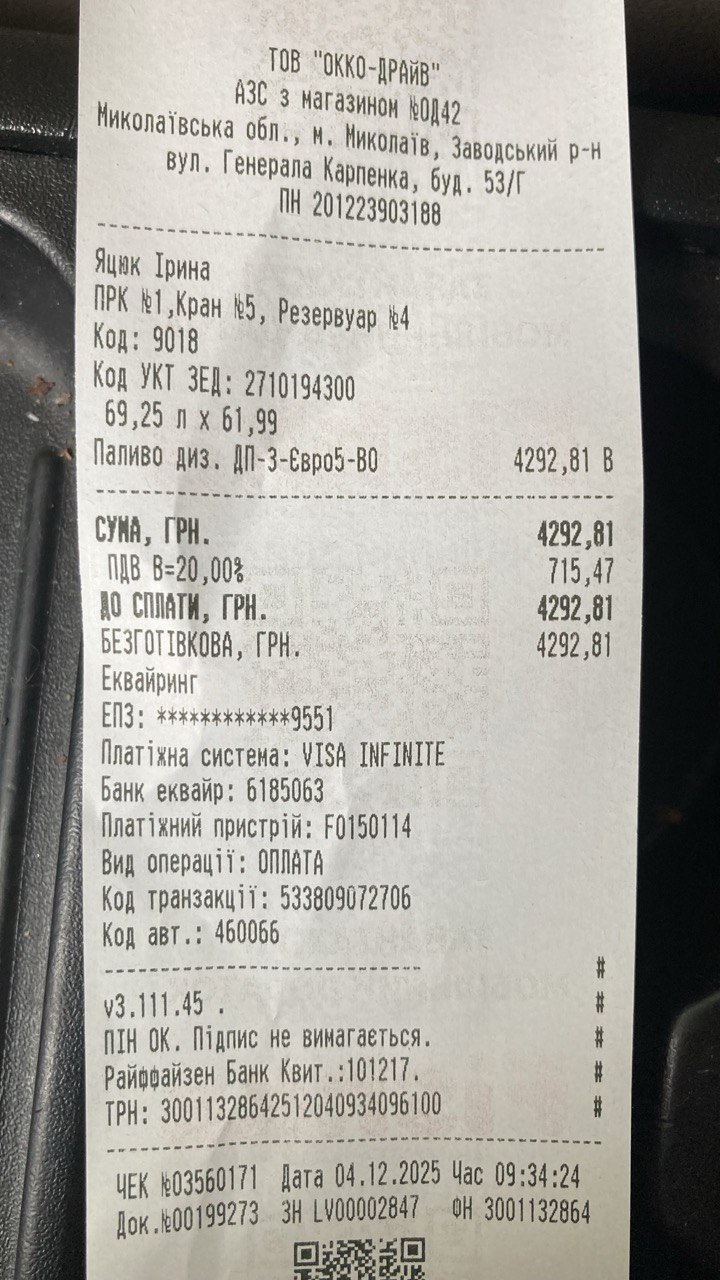 ТОВ "ОККО-ДРАЙВ"
АЗС з магазином №ОД42
Миколаївська обл., м. Миколаїв, Заводський р-н
вул. Генерала Карпенка, буд. 53/Г
ПН 201223903188
Яцюк Ірина
ПРК №1,Кран №5, Резервуар №4
Код: 9018
Код УКТ ЗЕД: 2710194300
69,25 л х 61,99
Паливо диз. ДП-З-Євро5-В0 4292,81 В
СУМА, ГРН. 4292,81
ПДВ В=20,00% 715,47
ДО СПЛАТИ, ГРН. 4292,81
БЕЗГОТІВКОВА, ГРН. 4292,81
Еквайринг
ЕПЗ: ************9551
Платіжна система: VISA INFINITE
Банк еквайр: 6185063
Платіжний пристрій: F0150114
Вид операції: ОПЛАТА
Код транзакції: 533809072706
Код авт.: 460066
#
v3.111.45 . #
ПІН ОК. Підпис не вимагається. #
Райффайзен Банк Квит.:101217. #
ТРН: 300113286425120409340961​00 #
ЧЕК №03560171 Дата 04.12.2025 Час 09:34:24
Док.№00199273 ЗН LV00002847 ФН 3001132864